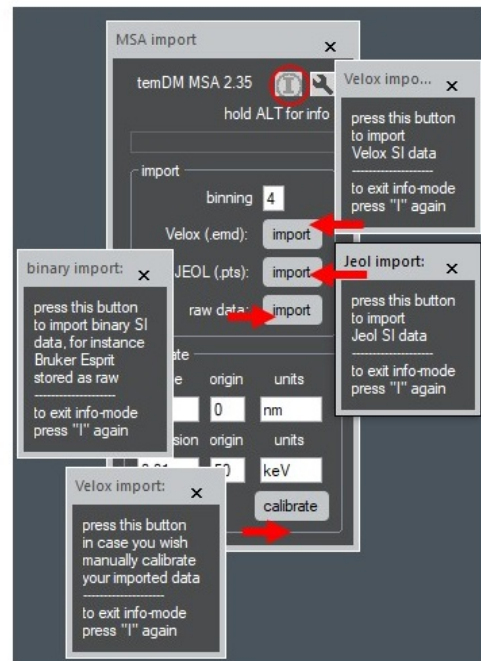 MSA import
x
temDM MSA 2.35
I
hold ALT for info
import
binning 4
Velox (.emd): import
JEOL (.pts): import
raw data: import
origin units
0 nm
origin units
keV
calibrate
Velox impo... x
press this button
to import
Velox SI data
--------------------
to exit info-mode
press "I" again
Jeol import: x
press this button
to import
Jeol SI data
--------------------
to exit info-mode
press "I" again
binary import: x
press this button
to import binary SI
data, for instance
Bruker Esprit
stored as raw
--------------------
to exit info-mode
press "I" again
Velox import: x
press this button
in case you wish
manually calibrate
your imported data
--------------------
to exit info-mode
press "I" again